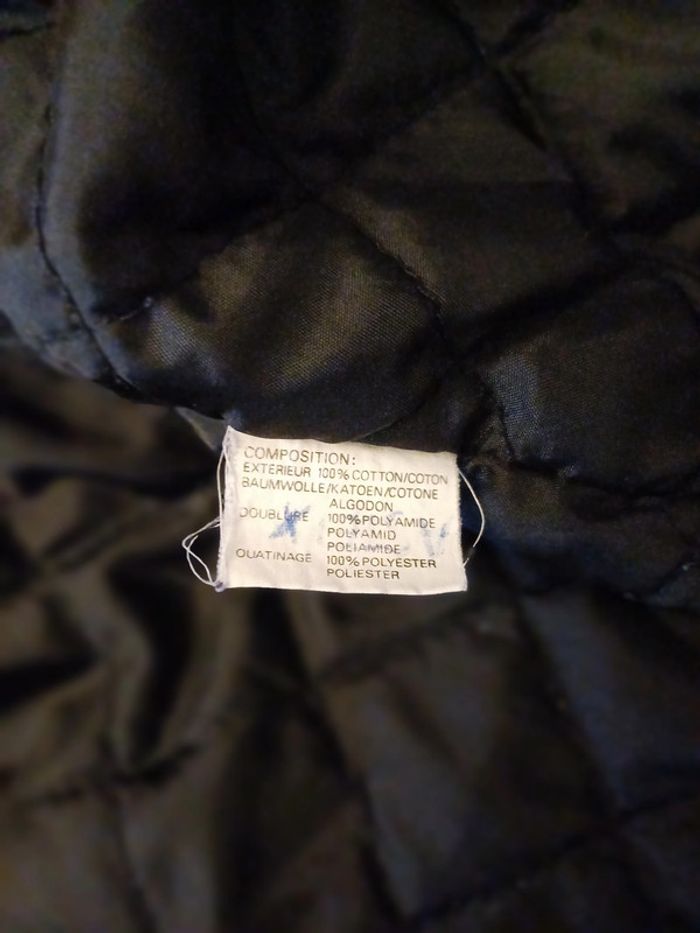 COMPOSITION:
EXTERIEUR 100% COTTON/COTON
BAUMWOLLE/KATOEN/COTONE
ALGODON
DOUBLURE 100%POLYAMIDE
POLYAMID
POLIAMIDE
OUATINAGE 100%POLYESTER
POLIESTER